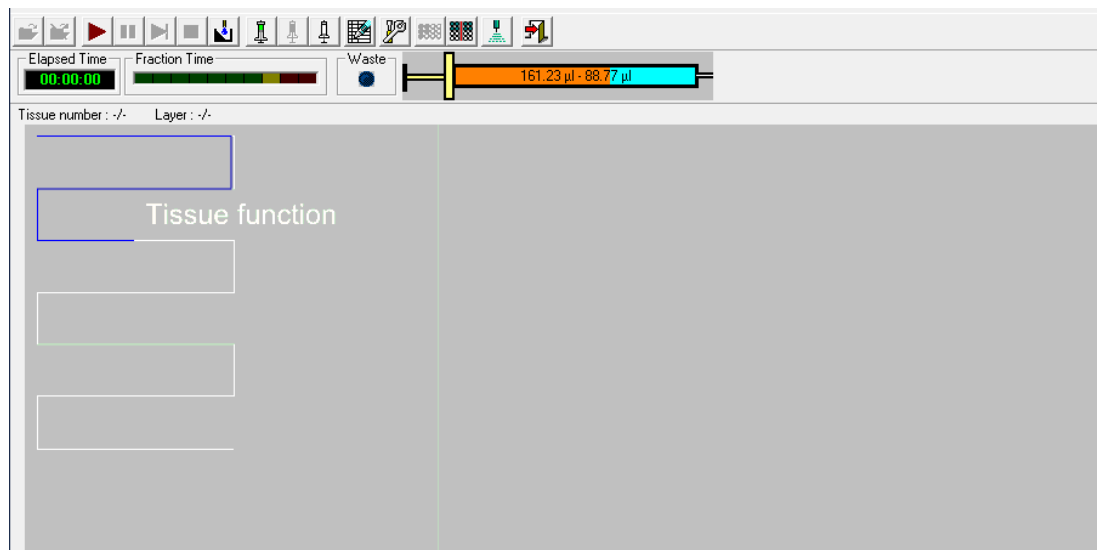 Elapsed Time Fraction Time Waste
00:00:00 161.23 µl - 88.77 µl
Tissue number : -/- Layer : -/-
Tissue function